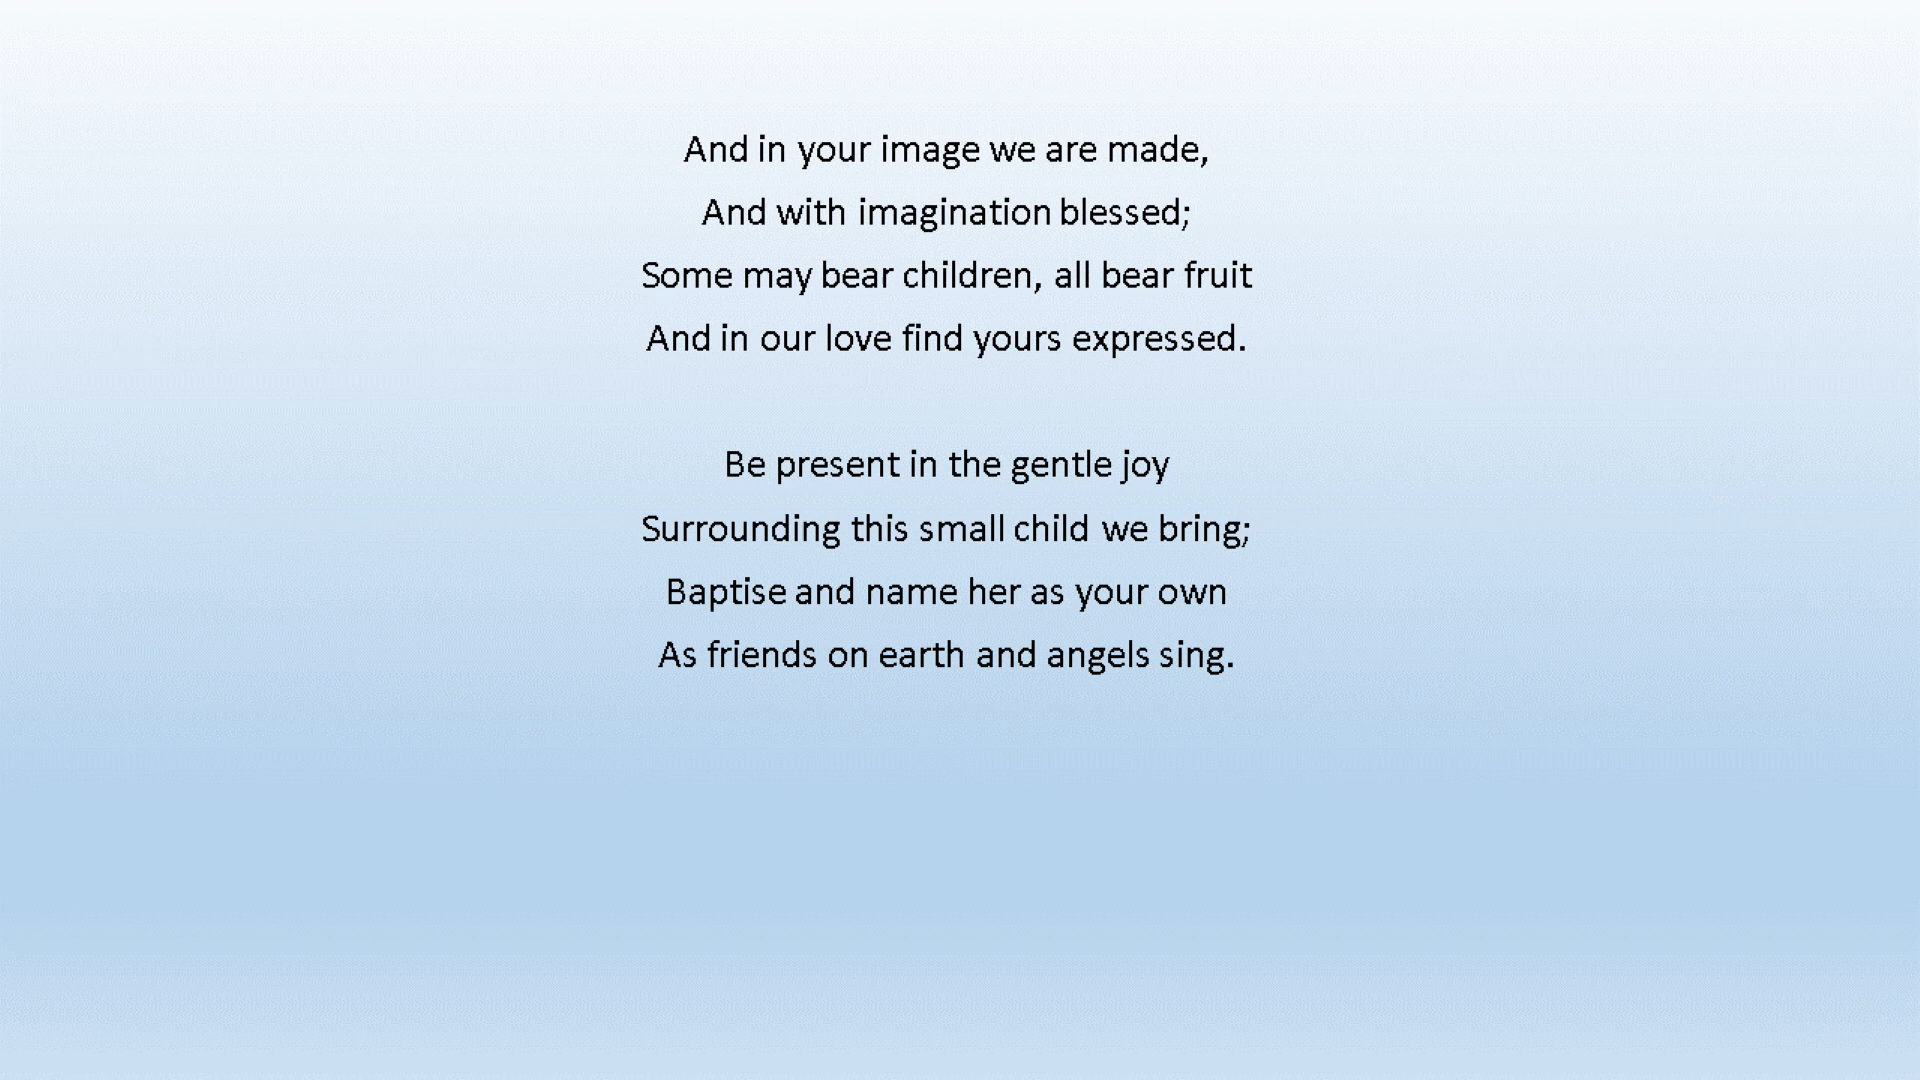 And in your image we are made,
And with imagination blessed;
Some may bear children, all bear fruit
And in our love find yours expressed.
Be present in the gentle joy
Surrounding this small child we bring;
Baptise and name her as your own
As friends on earth and angels sing.